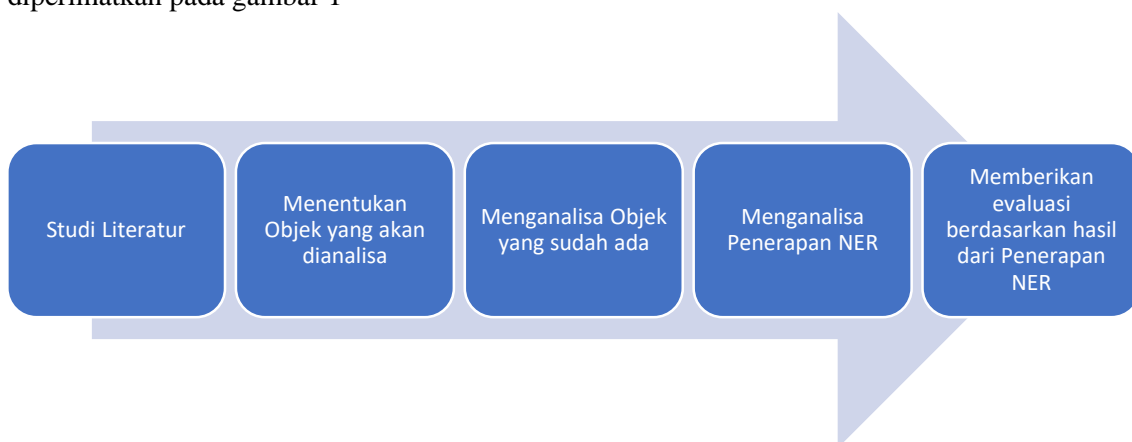 diperlihatkan pada gambar 1
Studi Literatur
Menentukan
Objek yang akan
dianalisa
Menganalisa Objek
yang sudah ada
Menganalisa
Penerapan NER
Memberikan
evaluasi
berdasarkan hasil
dari Penerapan
NER